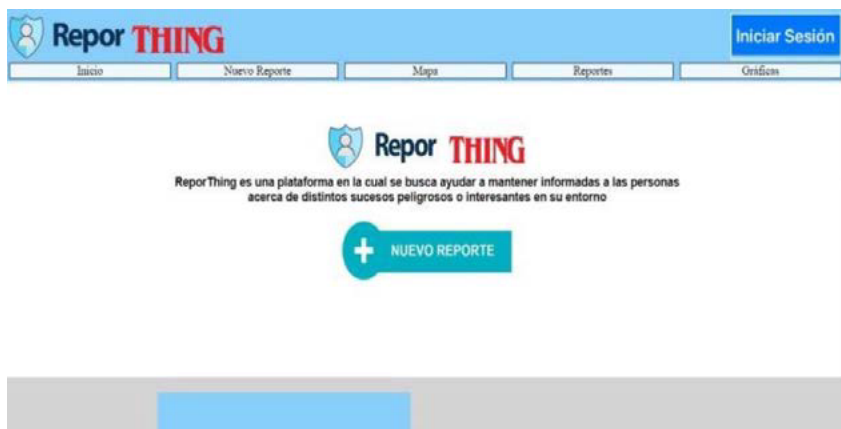 Repor THING
Iniciar Sesión
Inicio
Nuevo Reporte
Mapa
Reportes
Gráficas
Repor THING
ReporThing es una plataforma en la cual se busca ayudar a mantener informadas a las personas
acerca de distintos sucesos peligrosos o interesantes en su entorno
NUEVO REPORTE